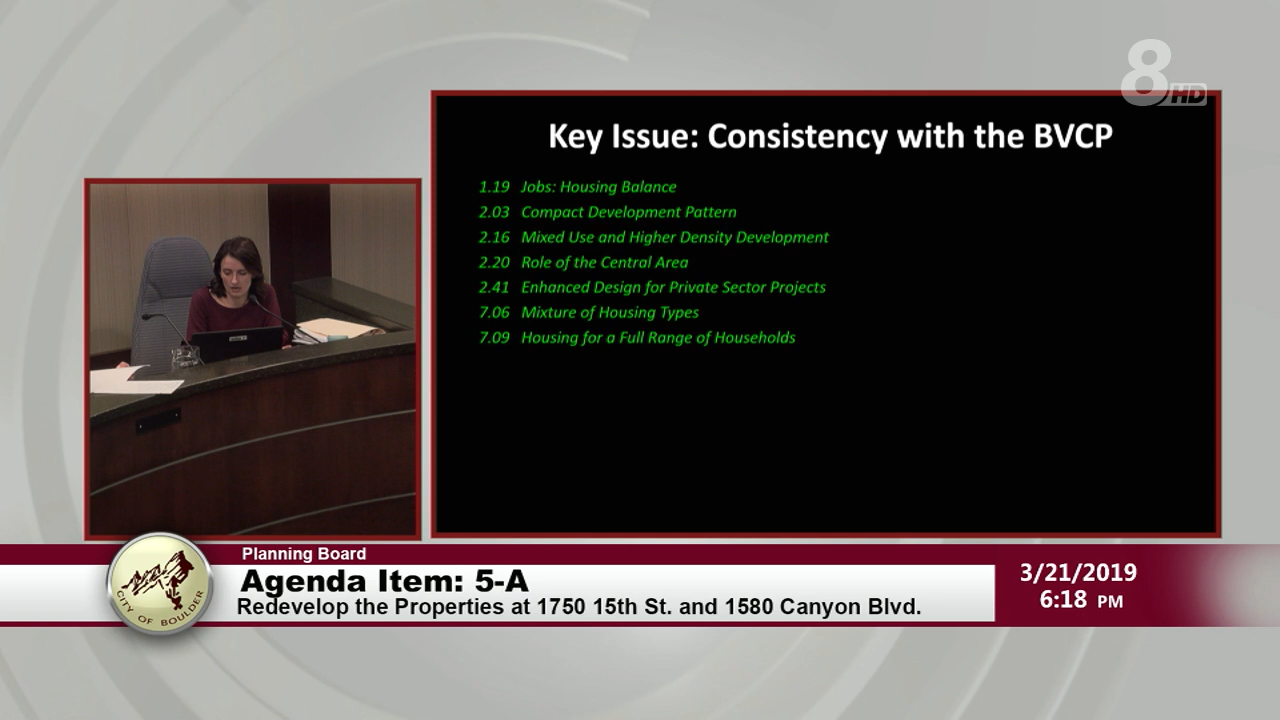 8 HD
Key Issue: Consistency with the BVCP
1.19 Jobs: Housing Balance
2.03 Compact Development Pattern
2.16 Mixed Use and Higher Density Development
2.20 Role of the Central Area
2.41 Enhanced Design for Private Sector Projects
7.06 Mixture of Housing Types
7.09 Housing for a Full Range of Households
Planning Board
Agenda Item: 5-A
Redevelop the Properties at 1750 15th St. and 1580 Canyon Blvd.
CITY OF BOULDER
3/21/2019
6:18 PM